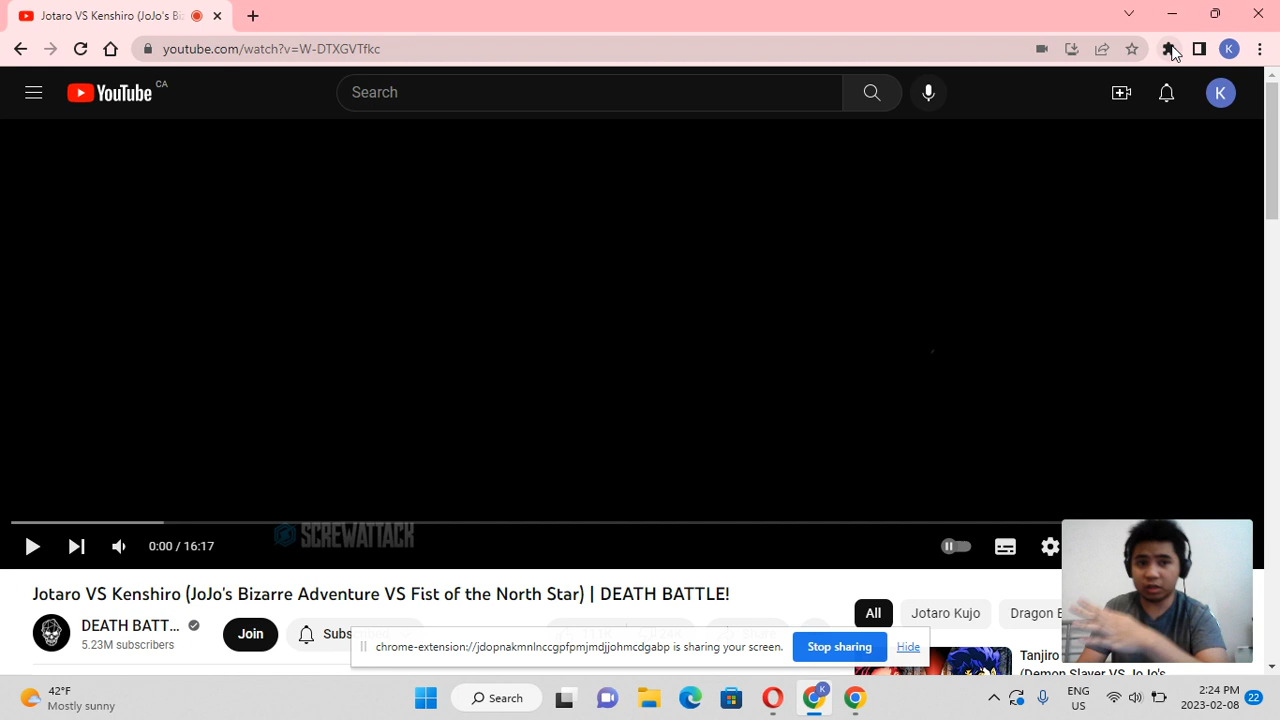 Jotaro VS Kenshiro (JoJo's Bi
youtube.com/watch?v=W-DTXGVTfkc
K
YouTube CA
Search
K
SCREWATTACK
0:00 / 16:17
Jotaro VS Kenshiro (JoJo's Bizarre Adventure VS Fist of the North Star) | DEATH BATTLE!
DEATH BATT...
5.23M subscribers
Join
Subs
All
Jotaro Kujo
Dragon B
chrome-extension://jdopnakmnlnccgpfpmjmdjjohmcdgabp is sharing your screen.
Stop sharing
Hide
Tanjiro
(Demon Slayer VS JoJo's
42°F
Mostly sunny
Search
K
ENG
US
2:24 PM
2023-02-08
22